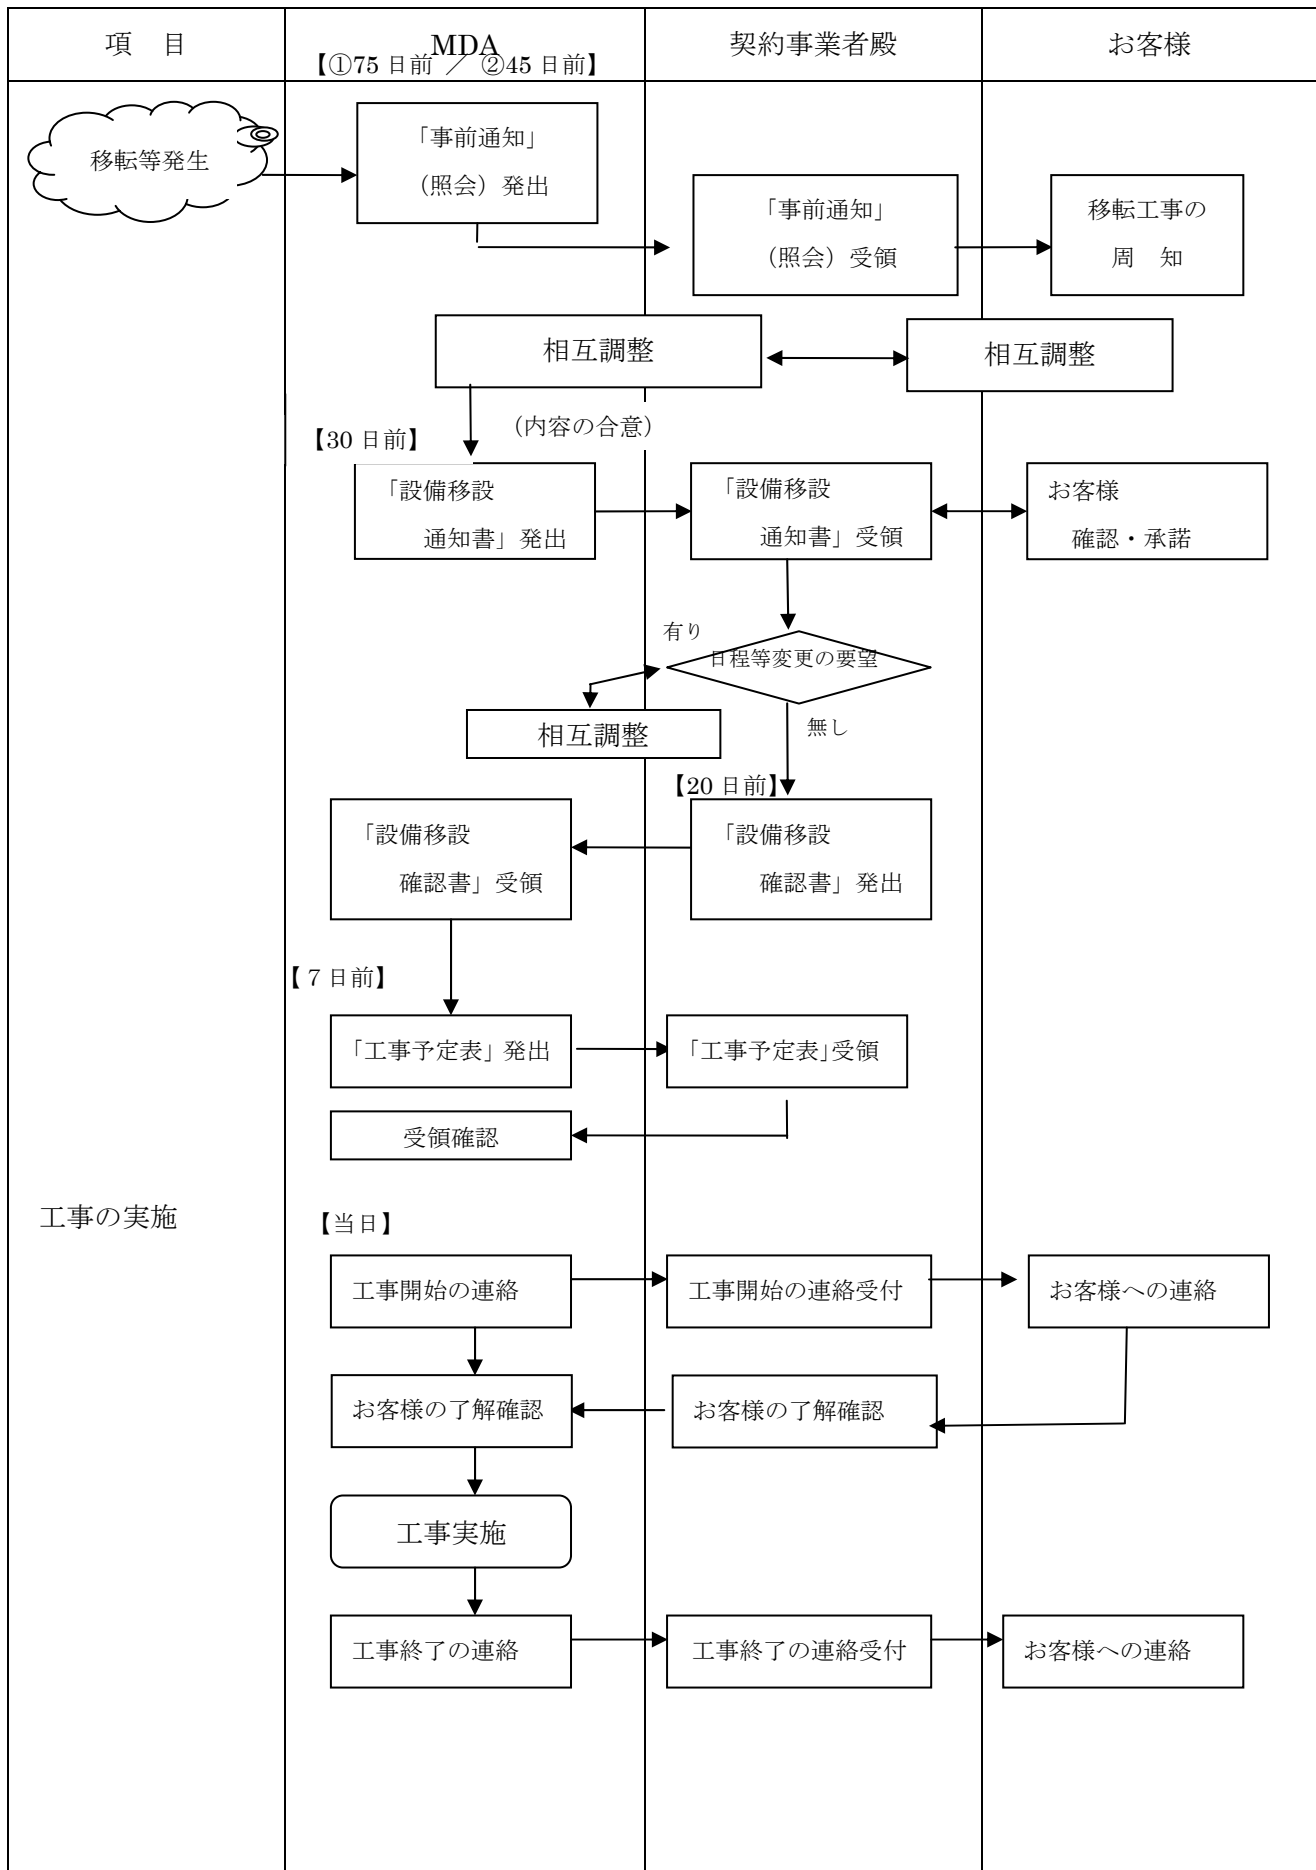 項　目
MDA
契約事業者殿
お客様
【①75 日前 ／ ②45 日前】
移転等発生
「事前通知」
（照会）発出
「事前通知」
（照会）受領
移転工事の
周　知
相互調整
相互調整
（内容の合意）
【30 日前】
「設備移設
通知書」発出
「設備移設
通知書」受領
お客様
確認・承諾
有り
日程等変更の要望
相互調整
無し
【20 日前】
「設備移設
確認書」受領
「設備移設
確認書」発出
【７日前】
「工事予定表」発出
「工事予定表」受領
受領確認
工事の実施
【当日】
工事開始の連絡
工事開始の連絡受付
お客様への連絡
お客様の了解確認
お客様の了解確認
工事実施
工事終了の連絡
工事終了の連絡受付
お客様への連絡